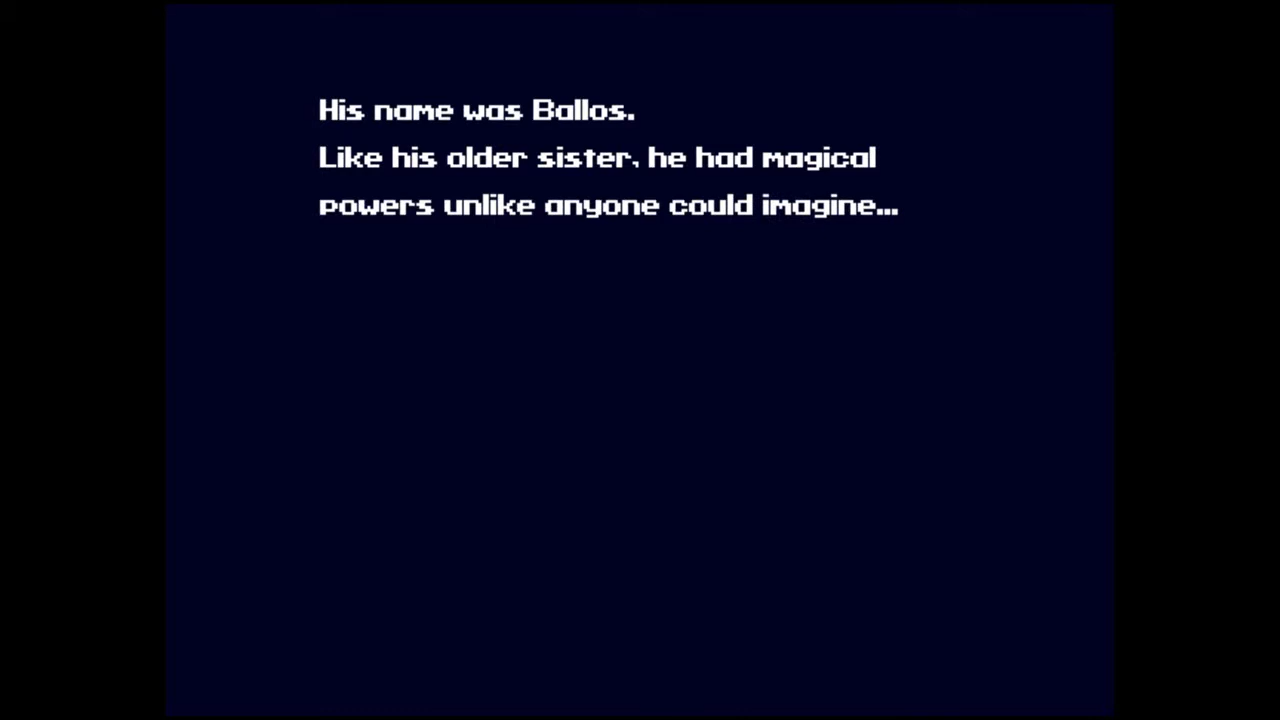 His name was Ballos.
Like his older sister, he had magical
powers unlike anyone could imagine...